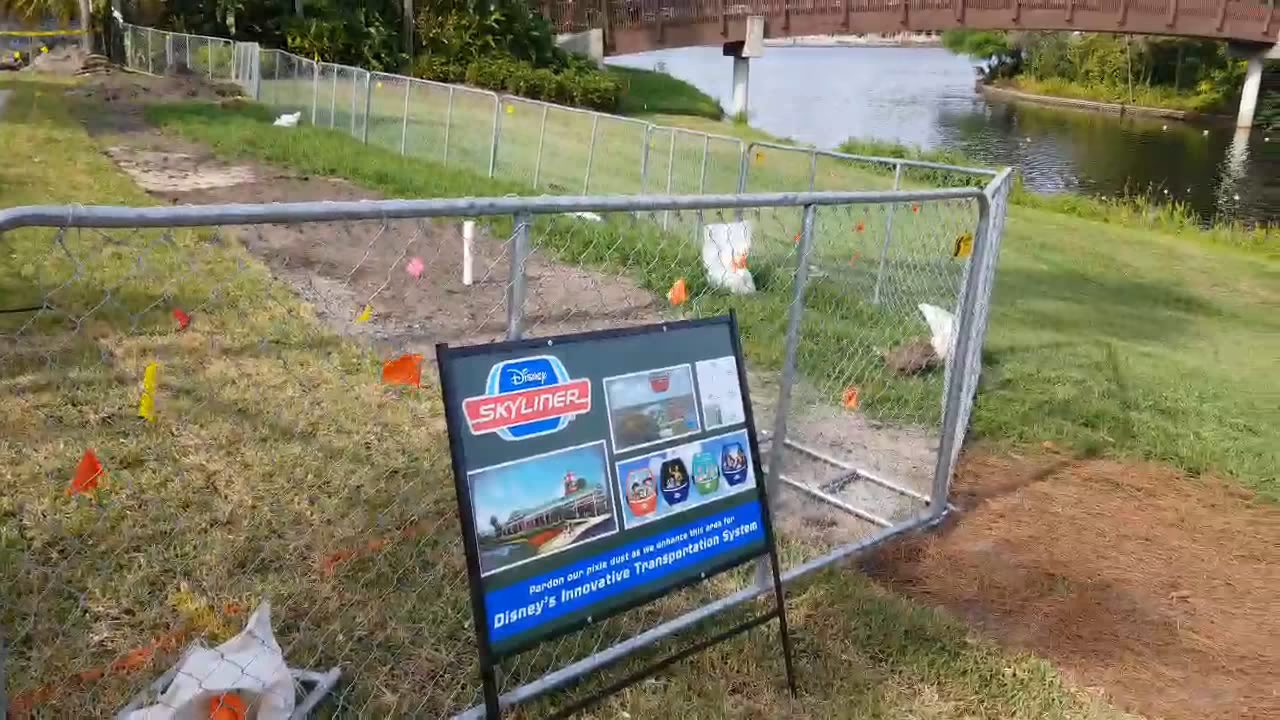 Disney
SKYLINER
Pardon our pixie dust as we enhance this area for
Disney's Innovative Transportation System